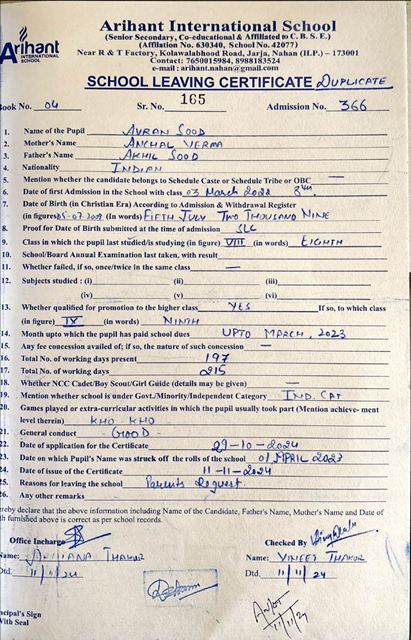 Arihant International School
(Senior Secondary, Co-educational & Affiliated to C. B. S. E.)
(Affilation No. 630340, School No. 42077)
Near R & T Factory, Kolawalabhood Road, Jarja, Nahan (H.P.) – 173001
Contact: 7650015984, 8988183524
e-mail : arihant.nahan@gmail.com
Arihant
INTERNATIONAL
SCHOOL
SCHOOL LEAVING CERTIFICATE DUPLICATE
Book No. 04 Sr. No. 165 Admission No. 366
1. Name of the Pupil AVRAN SOOD
2. Mother's Name ANCHAL VERMA
3. Father's Name AKHIL SOOD
4. Nationality INDIAN
5. Mention whether the candidate belongs to Schedule Caste or Schedule Tribe or OBC —
6. Date of first Admission in the School with class 03 March 2022 8th
7. Date of Birth (in Christian Era) According to Admission & Withdrawal Register
(in figures) 05-07-2009 (In words) FIFTH JULY TWO THOUSAND NINE
8. Proof for Date of Birth submitted at the time of admission SLC
9. Class in which the pupil last studied/is studying (in figure) VIII (in words) EIGHTH
10. School/Board Annual Examination last taken, with result
11. Whether failed, if so, once/twice in the same class —
12. Subjects studied : (i) (ii) (iii)
(iv) (v) (vi)
13. Whether qualified for promotion to the higher class YES If so, to which class
(in figure) IX (in words) NINTH
14. Month upto which the pupil has paid school dues UPTO MARCH, 2023
15. Any fee concession availed of; if so, the nature of such concession —
16. Total No. of working days present 197
17. Total No. of working days 215
18. Whether NCC Cadet/Boy Scout/Girl Guide (details may be given) —
19. Mention whether school is under Govt./Minority/Independent Category IND. CAT
20. Games played or extra-curricular activities in which the pupil usually took part (Mention achieve- ment
level therein) KHO - KHO
21. General conduct GOOD
22. Date of application for the Certificate 29-10-2024
23. Date on which Pupil's Name was struck off the rolls of the school 01 APRIL 2023
24. Date of issue of the Certificate 11-11-2024
25. Reasons for leaving the school Parents Request
26. Any other remarks
reby declare that the above information including Name of the Candidate, Father's Name, Mother's Name and Date of
th furnished above is correct as per school records.
Office Incharge Checked By
Name: THAKUR Name: VINEET THAKUR
Dtd. 11/11/24 Dtd. 11/11/24
11/11/24
ncipal's Sign
With Seal